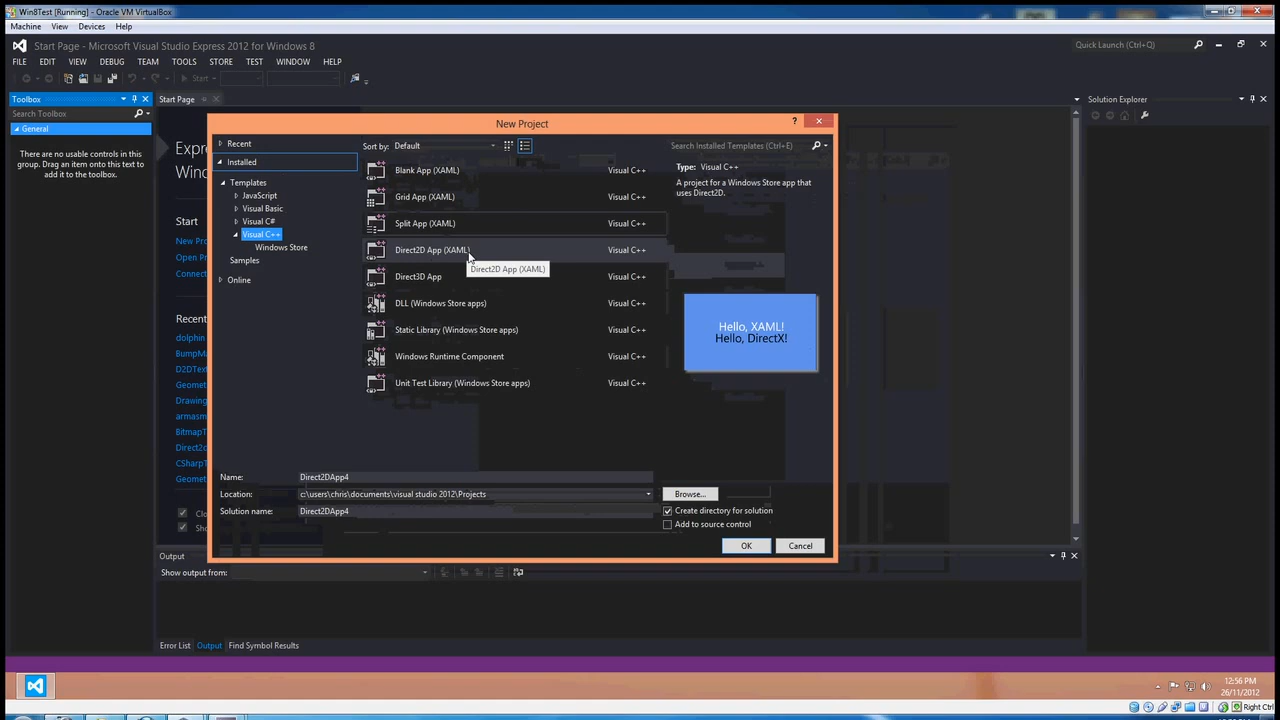 Win8Test [Running] - Oracle VM VirtualBox
Machine View Devices Help
Start Page - Microsoft Visual Studio Express 2012 for Windows 8
Quick Launch (Ctrl+Q)
FILE EDIT VIEW DEBUG TEAM TOOLS STORE TEST WINDOW HELP
Start
Toolbox
Start Page
Solution Explorer
Search Toolbox
General
There are no usable controls in this
group. Drag an item onto this text to
add it to the toolbox.
Start
New
Open
Connect
dolphin
New Project
Recent
Installed
Templates
JavaScript
Visual Basic
Visual C#
Visual C++
Windows Store
Samples
Online
Sort by: Default
Search Installed Templates (Ctrl+E)
Blank App (XAML) Visual C++
Grid App (XAML) Visual C++
Split App (XAML) Visual C++
Direct2D App (XAML) Visual C++
Direct2D App (XAML)
Direct3D App Visual C++
DLL (Windows Store apps) Visual C++
Static Library (Windows Store apps) Visual C++
Windows Runtime Component Visual C++
Unit Test Library (Windows Store apps) Visual C++
Type: Visual C++
A project for a Windows Store app that
uses Direct2D.
Hello, XAML!
Hello, DirectX!
Name: Direct2DApp4
Location: c:\users\chris\documents\visual studio 2012\Projects
Browse...
Solution name: Direct2DApp4
Create directory for solution
Add to source control
OK Cancel
Output
Show output from:
Error List Output Find Symbol Results
12:56 PM
26/11/2012
Right Ctrl